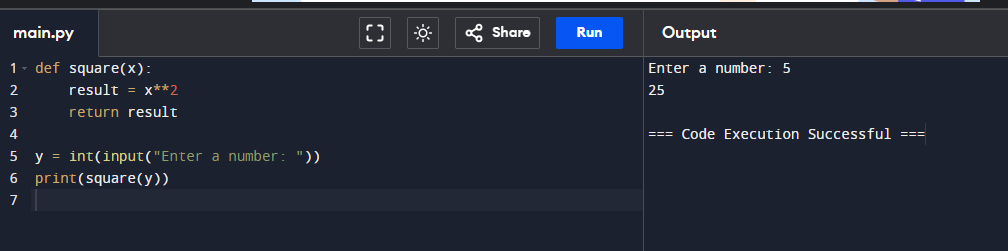 main.py
Share
Run
Output
1 def square(x):
2     result = x**2
3     return result
4
5 y = int(input("Enter a number: "))
6 print(square(y))
7
Enter a number: 5
25
=== Code Execution Successful ===